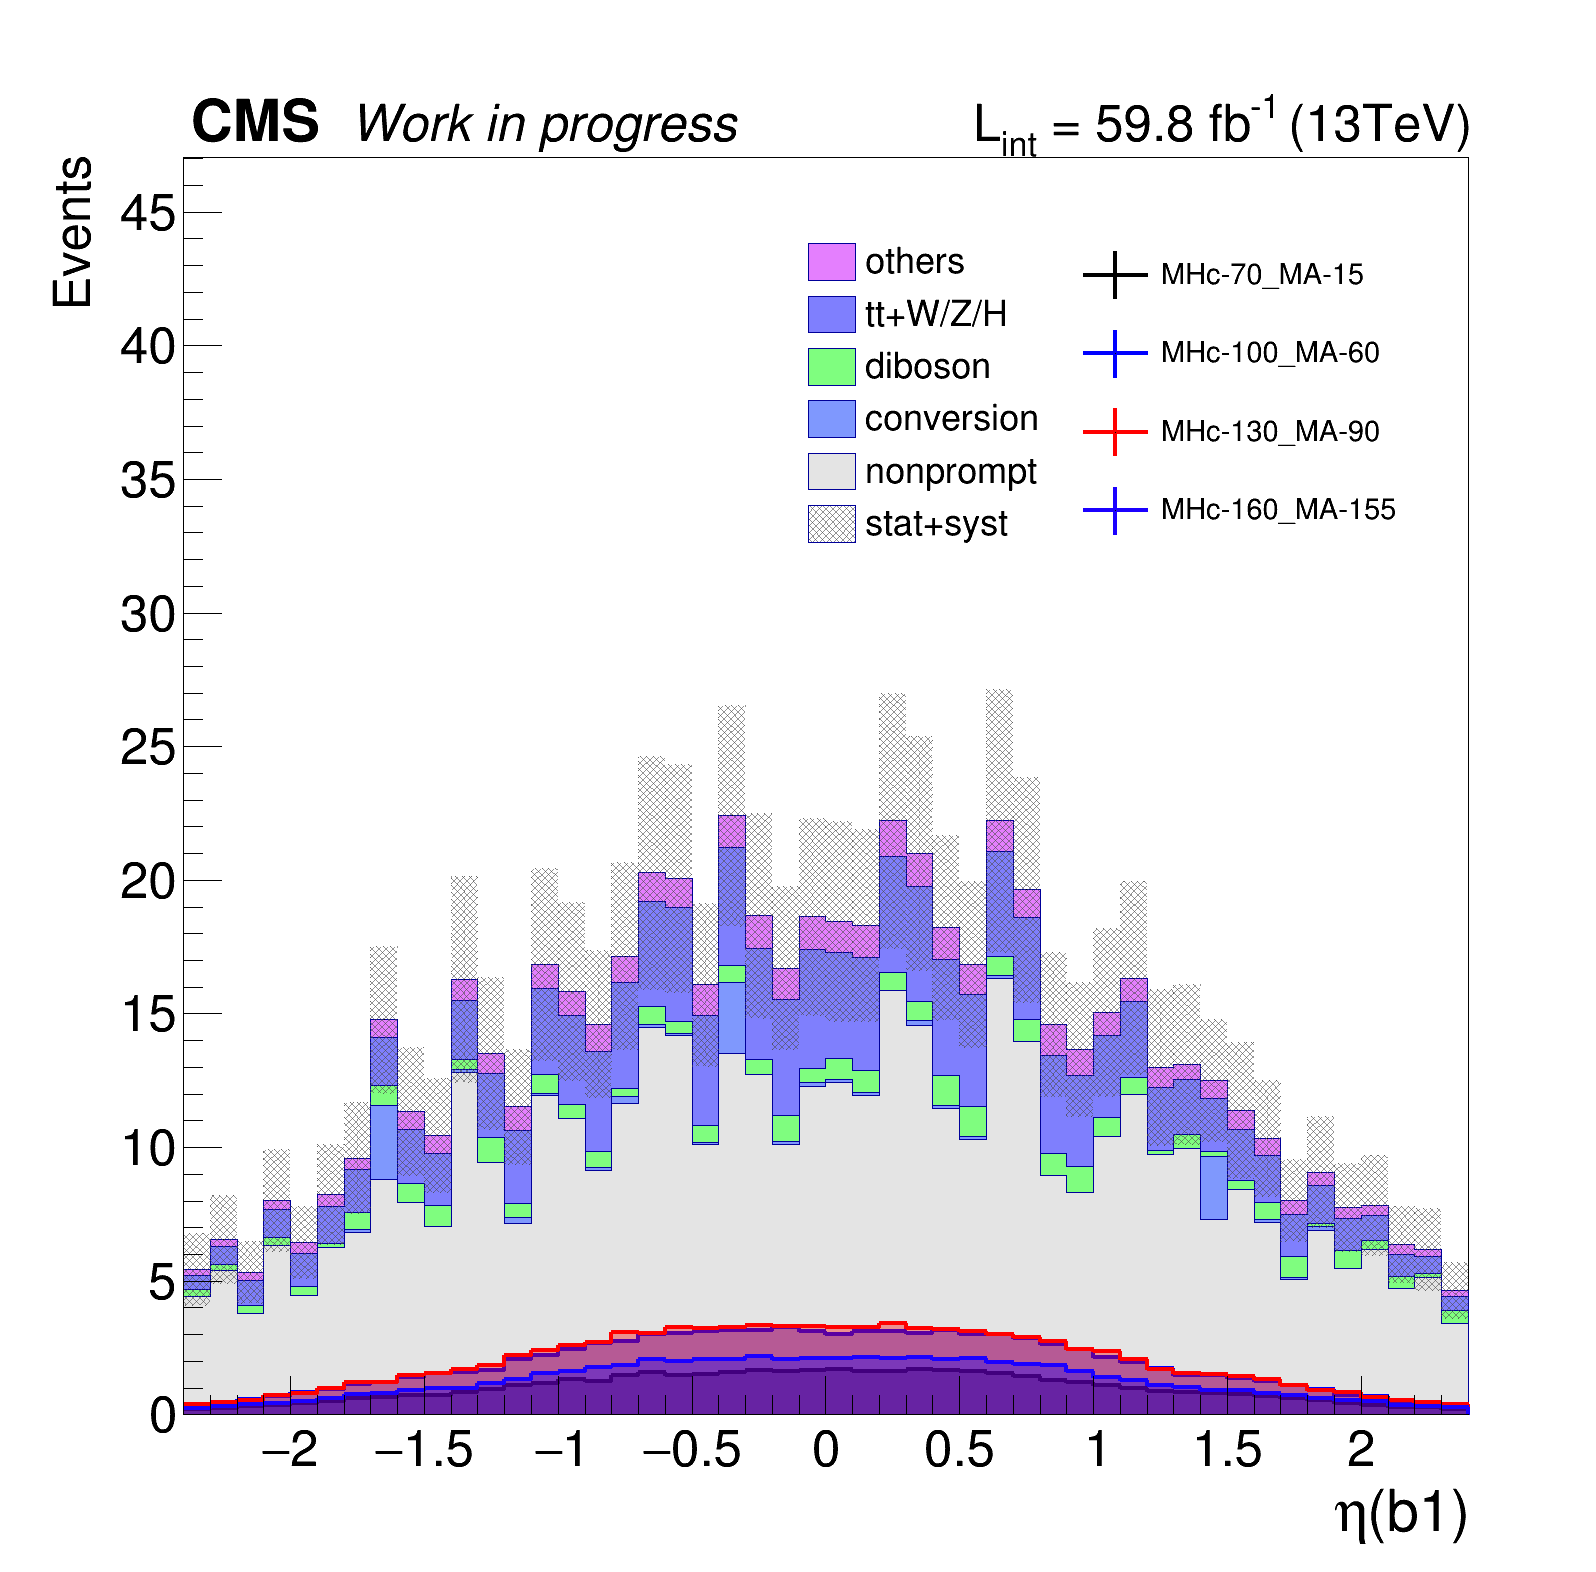 CMS Work in progress L_int = 59.8 fb^-1 (13TeV)
Events
45
40
35
30
25
20
15
10
5
0
others
tt+W/Z/H
diboson
conversion
nonprompt
stat+syst
MHc-70_MA-15
MHc-100_MA-60
MHc-130_MA-90
MHc-160_MA-155
−2 −1.5 −1 −0.5 0 0.5 1 1.5 2
η(b1)